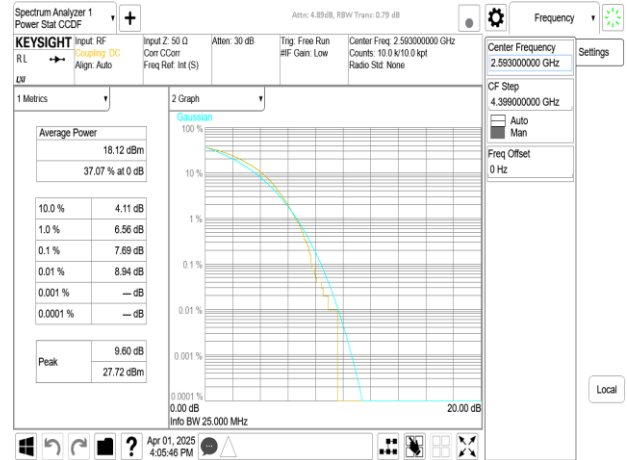 Spectrum Analyzer 1
Power Stat CCDF
Attn: 4.89dB, RBW Trans: 0.79 dB
Frequency
KEYSIGHT
RL
LXI
Input: RF
Coupling: DC
Align: Auto
Input Z: 50 Ω
Corr CCorr
Freq Ref: Int (S)
Atten: 30 dB
Trig: Free Run
#IF Gain: Low
Center Freq: 2.593000000 GHz
Counts: 10.0 k/10.0 kpt
Radio Std: None
Center Frequency
2.593000000 GHz
Settings
CF Step
4.399000000 GHz
Auto
Man
Freq Offset
0 Hz
1 Metrics
2 Graph
Average Power
18.12 dBm
37.07 % at 0 dB
10.0 % 4.11 dB
1.0 % 6.56 dB
0.1 % 7.69 dB
0.01 % 8.94 dB
0.001 % --- dB
0.0001 % --- dB
Peak
9.60 dB
27.72 dBm
Gaussian
100 %
10 %
1 %
0.1 %
0.01 %
0.001 %
0.0001 %
0.00 dB 20.00 dB
Info BW 25.000 MHz
Local
?
Apr 01, 2025
4:05:46 PM